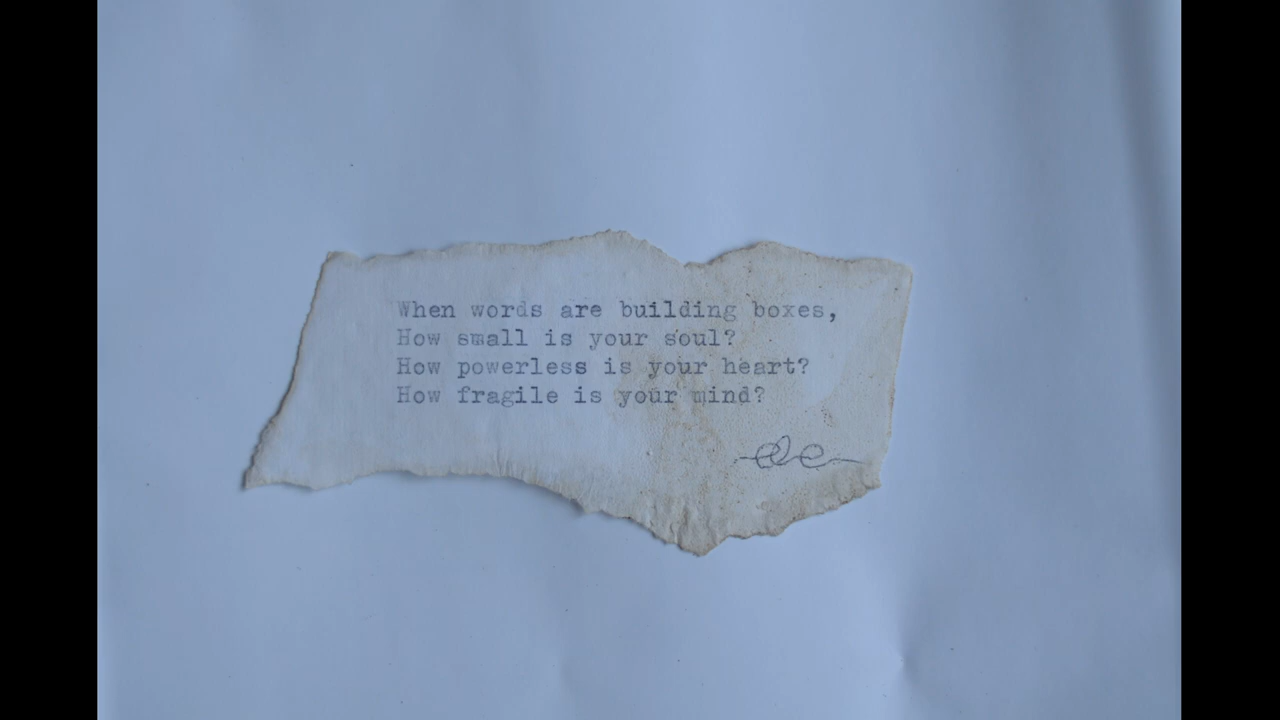 When words are building boxes,
How small is your soul?
How powerless is your heart?
How fragile is your mind?